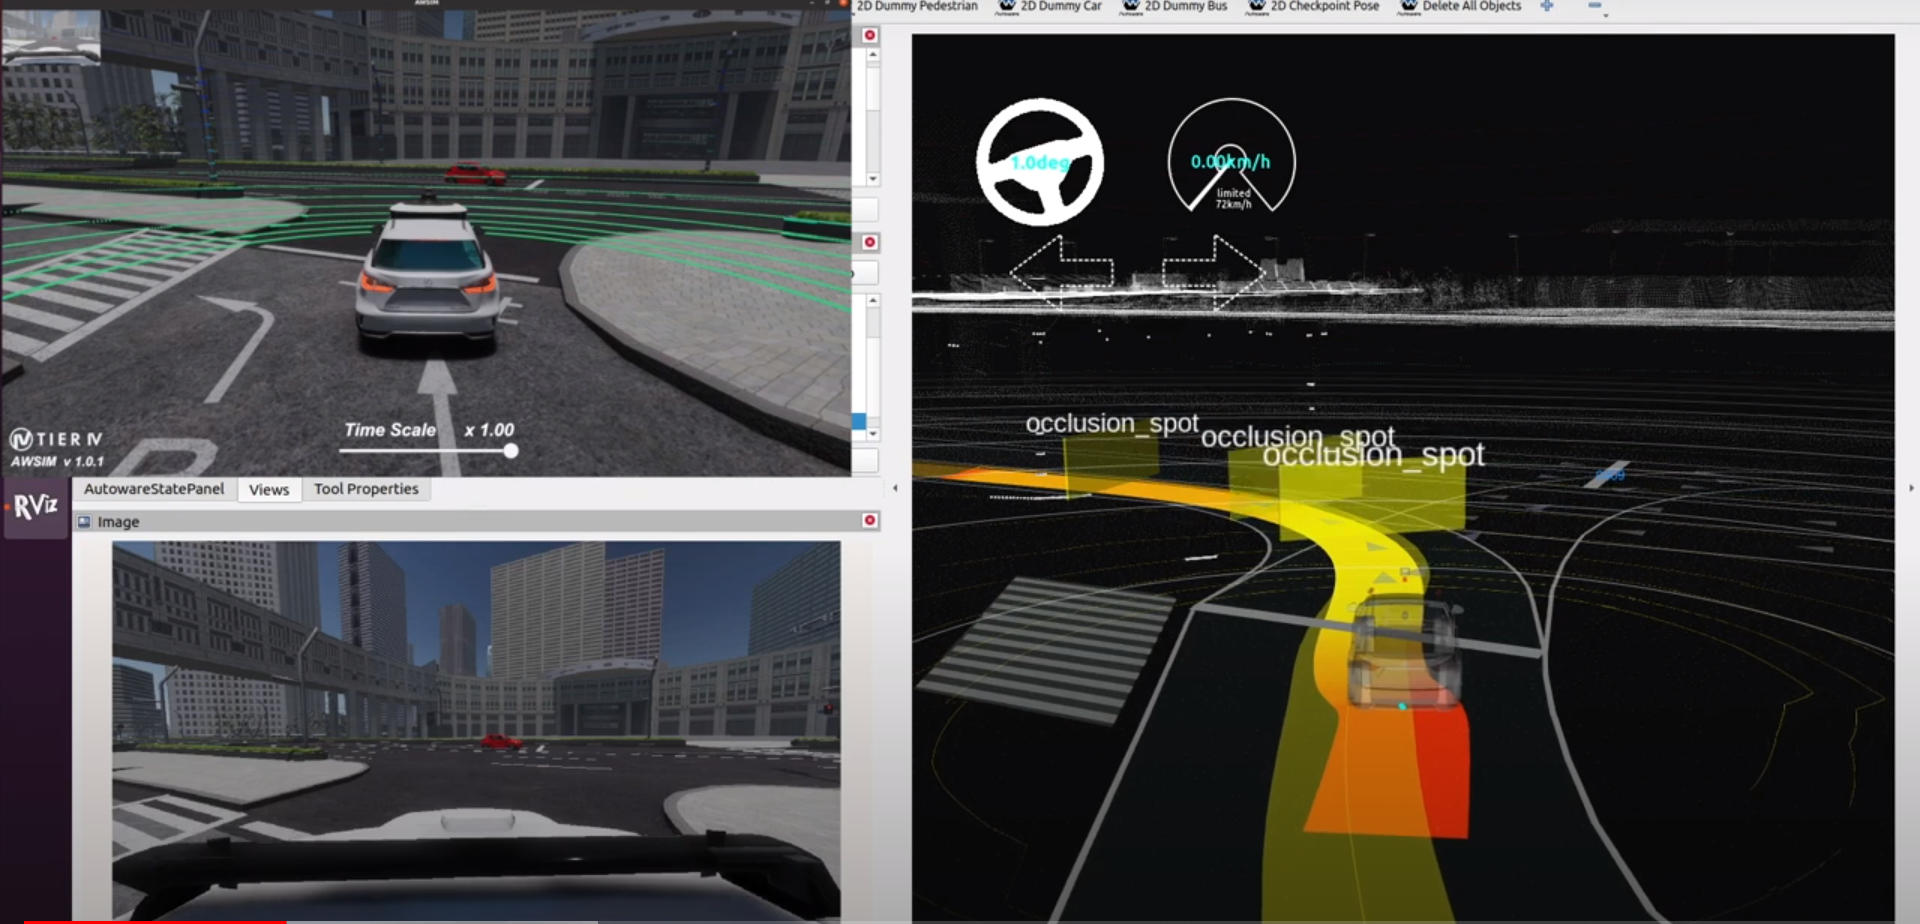 AWSIM
2D Dummy Pedestrian
2D Dummy Car
2D Dummy Bus
2D Checkpoint Pose
Delete All Objects
Time Scale x 1.00
TIER IV
AWSIM v 1.0.1
RViz
AutowareStatePanel
Views
Tool Properties
Image
1.0deg
0.00km/h
limited
72km/h
occlusion_spot
occlusion_spot
occlusion_spot